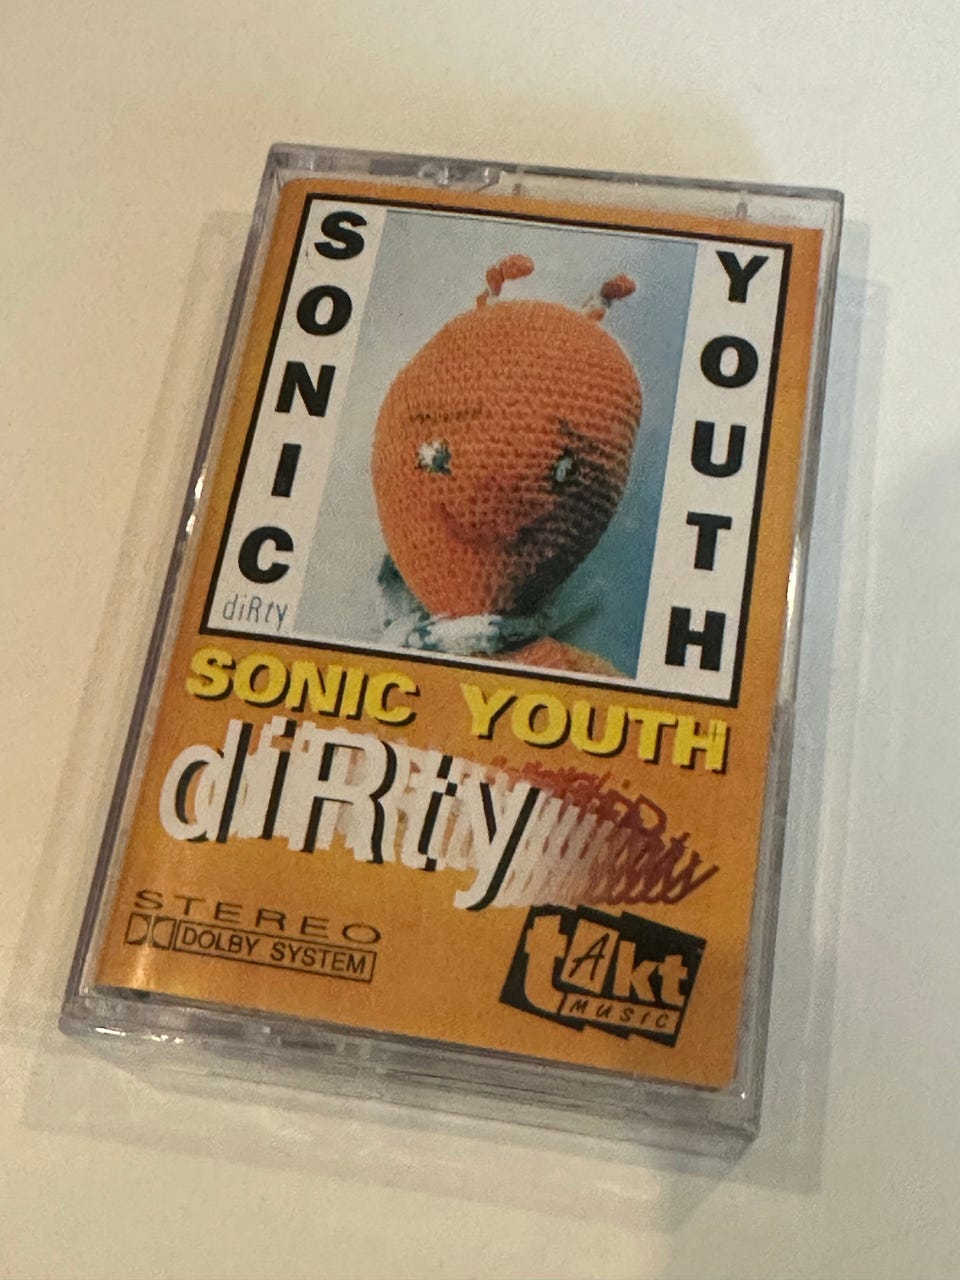 SONIC
YOUTH
diRty
SONIC YOUTH
diRty
STEREO
DOLBY SYSTEM
tAkt
MUSIC